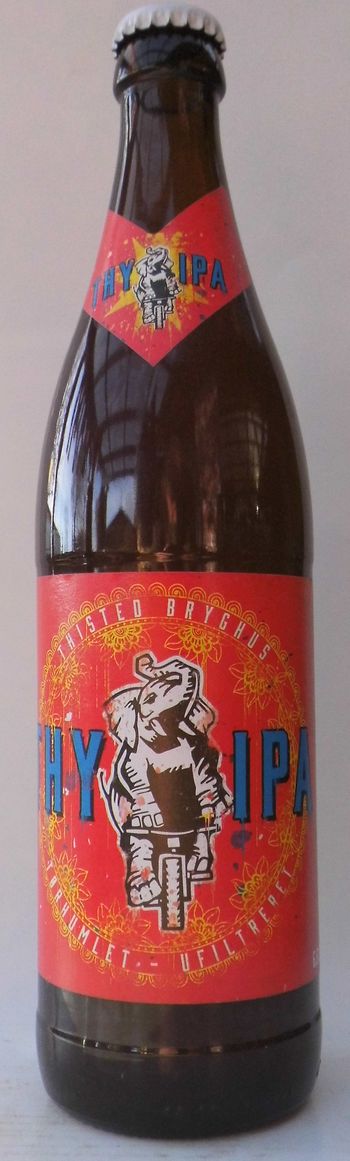 THY IPA
THISTED BRYGHUS
THY IPA
TØRHUMLET - UFILTRERET